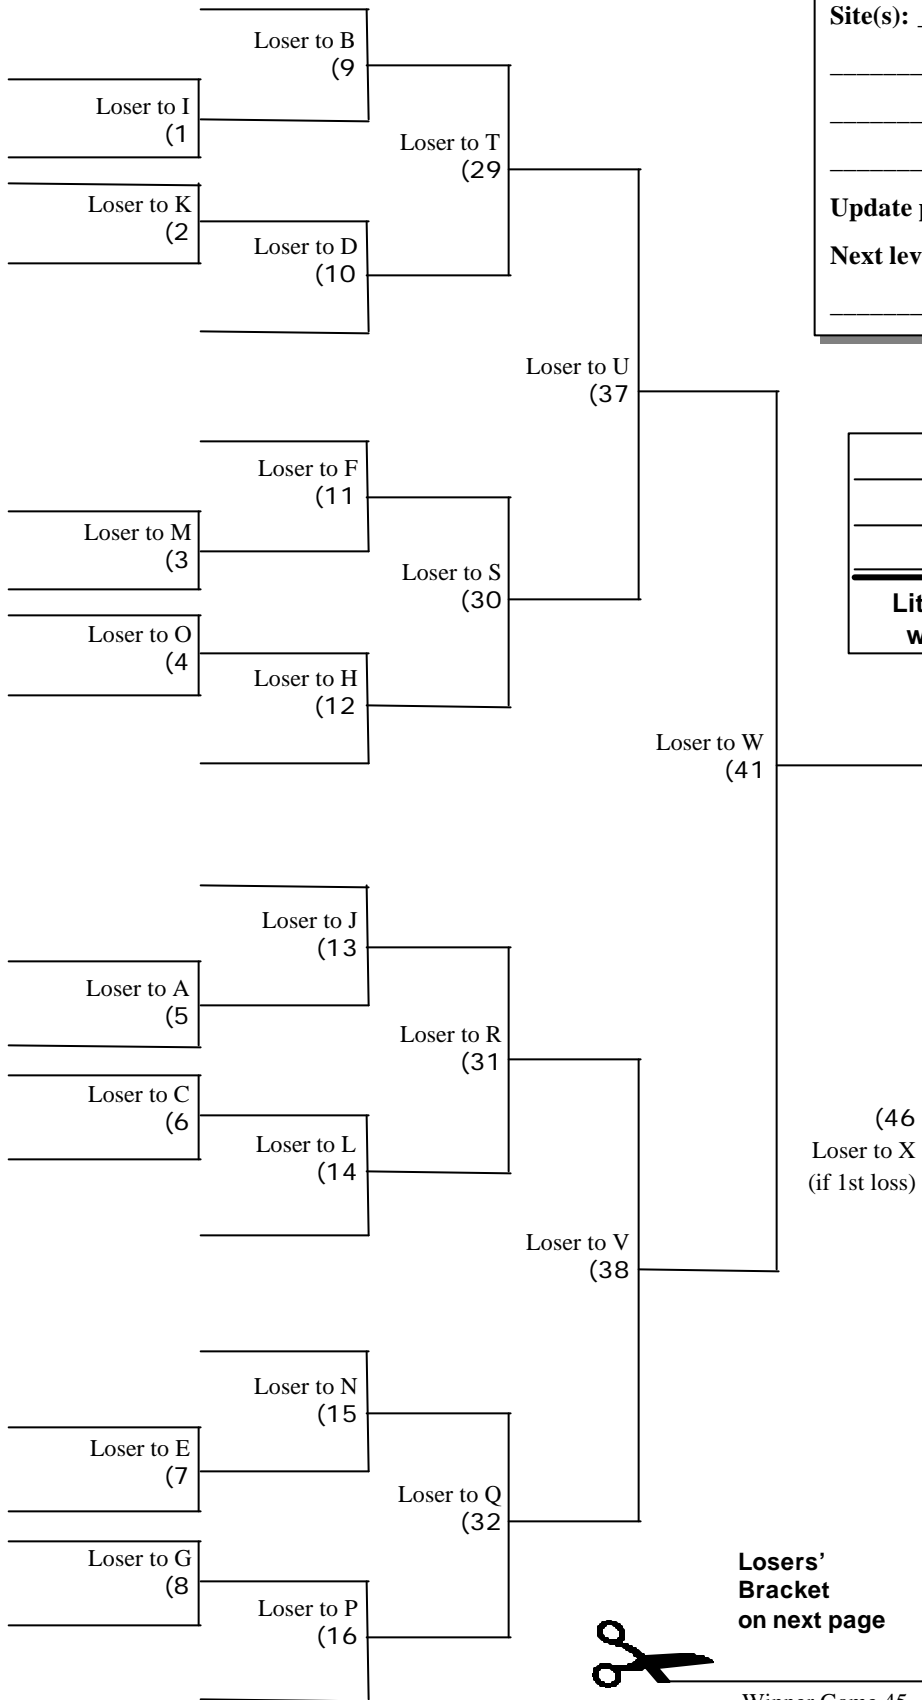 Site(s): _
Loser to B
(9
Loser to I
(1
Loser to T
(29
Loser to K
(2
Update
Loser to D
(10
Next lev
Loser to U
(37
Loser to F
(11
Loser to M
(3
Loser to S
(30
Lit
w
Loser to O
(4
Loser to H
(12
Loser to W
(41
Loser to J
(13
Loser to A
(5
Loser to R
(31
Loser to C
(6
(46
Loser to X
(if 1st loss)
Loser to L
(14
Loser to V
(38
Loser to N
(15
Loser to E
(7
Loser to Q
(32
Loser to G
(8
Losers'
Bracket
on next page
Loser to P
(16
Winner Game 45